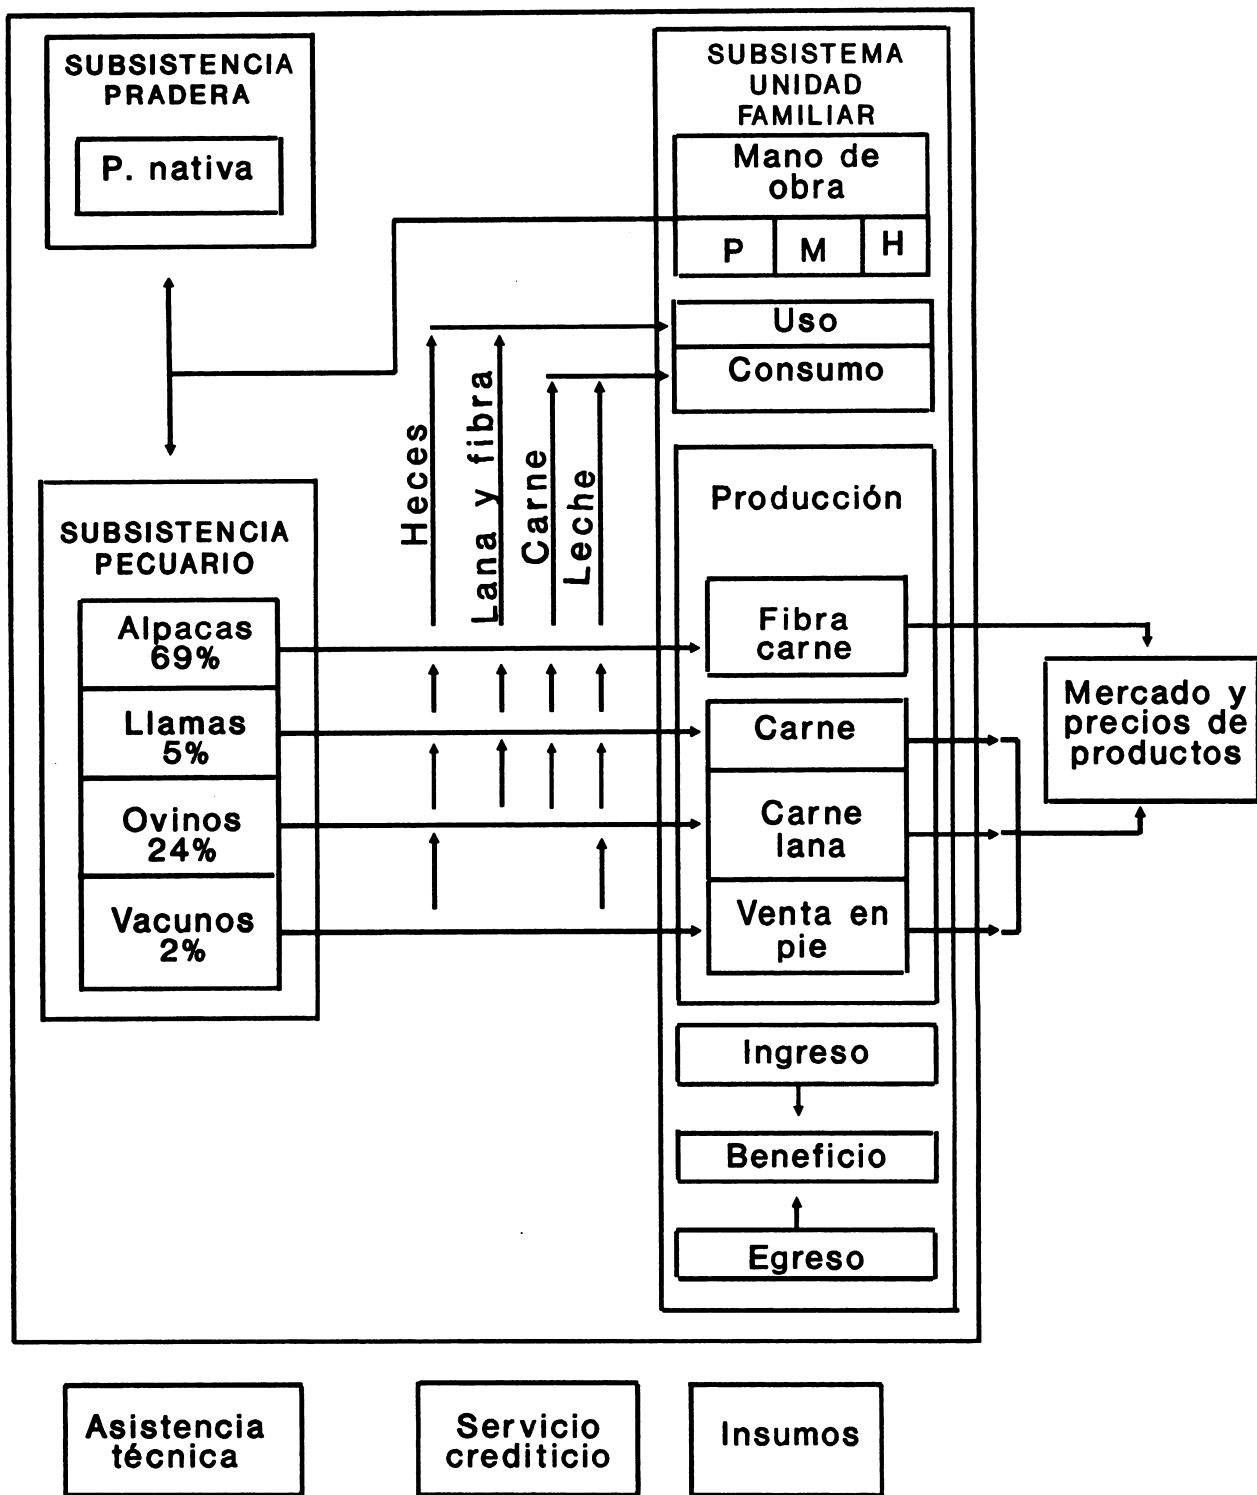 SUBSISTENCIA
PRADERA
P. nativa
SUBSISTEMA
UNIDAD
FAMILIAR
Mano de
obra
P
M
H
Uso
Consumo
Heces
Lana y fibra
Carne
Leche
SUBSISTENCIA
PECUARIO
Alpacas
69%
Llamas
5%
Ovinos
24%
Vacunos
2%
Producción
Fibra
carne
Carne
Carne
lana
Venta en
pie
Mercado y
precios de
productos
Ingreso
Beneficio
Egreso
Asistencia
técnica
Servicio
crediticio
Insumos